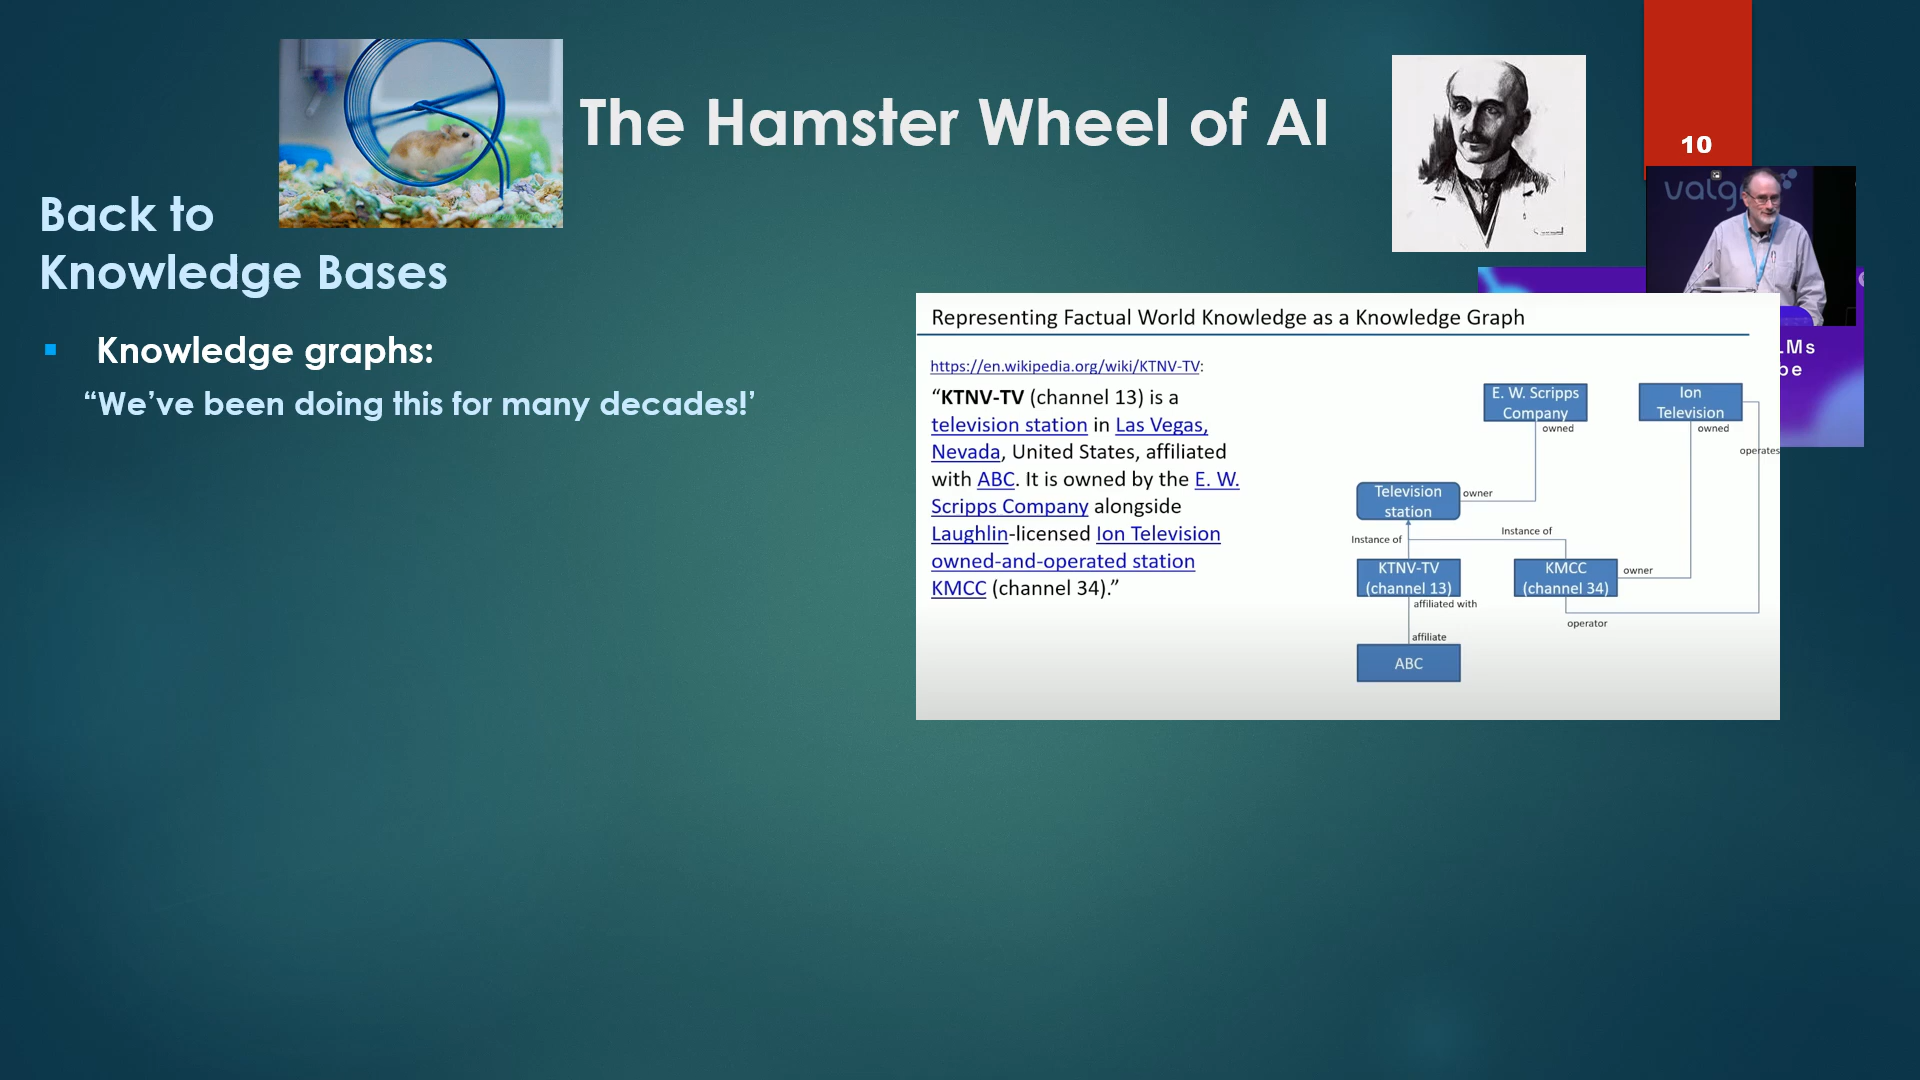 The Hamster Wheel of AI
10
Back to
Knowledge Bases
Knowledge graphs:
“We’ve been doing this for many decades!’
Representing Factual World Knowledge as a Knowledge Graph
https://en.wikipedia.org/wiki/KTNV-TV:
“KTNV-TV (channel 13) is a
television station in Las Vegas,
Nevada, United States, affiliated
with ABC. It is owned by the E. W.
Scripps Company alongside
Laughlin-licensed Ion Television
owned-and-operated station
KMCC (channel 34).”
E. W. Scripps
Company
owned
Ion
Television
owned
operates
Television
station
owner
Instance of
Instance of
KTNV-TV
(channel 13)
KMCC
(channel 34)
owner
affiliated with
operator
affiliate
ABC